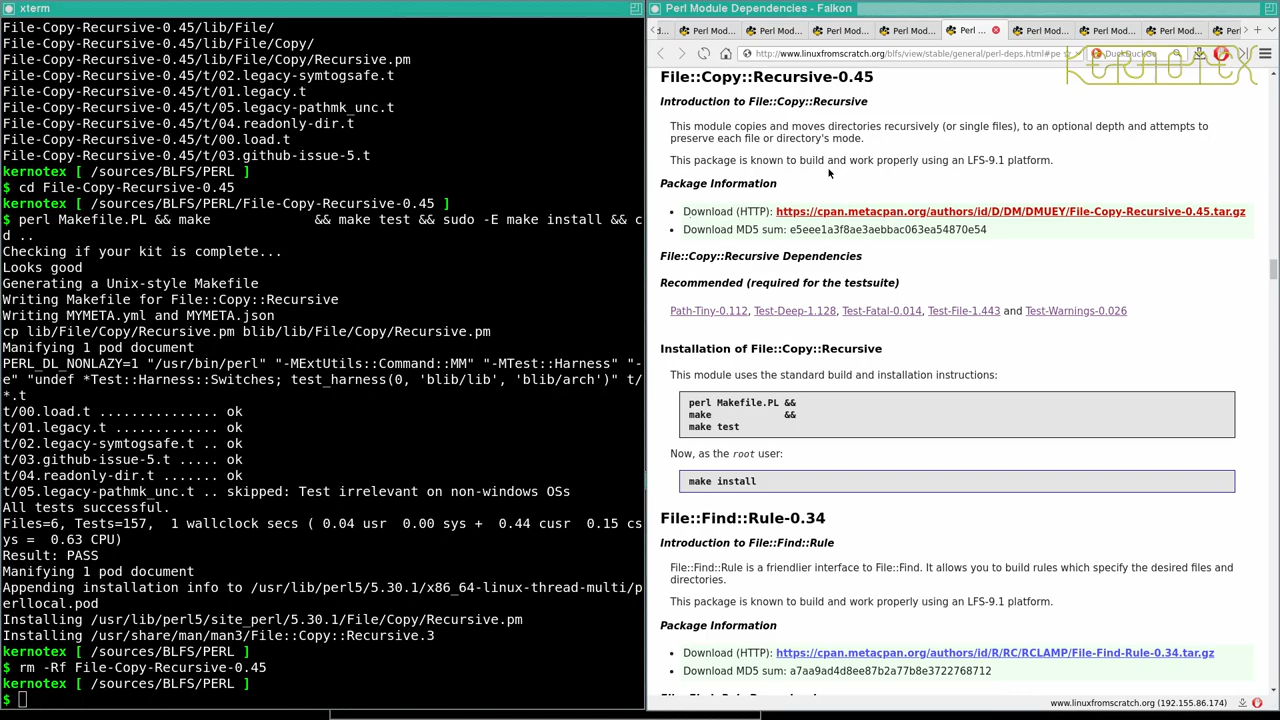 xterm
File-Copy-Recursive-0.45/lib/File/
File-Copy-Recursive-0.45/lib/File/Copy/
File-Copy-Recursive-0.45/lib/File/Copy/Recursive.pm
File-Copy-Recursive-0.45/t/02.legacy-symtogsafe.t
File-Copy-Recursive-0.45/t/01.legacy.t
File-Copy-Recursive-0.45/t/05.legacy-pathmk_unc.t
File-Copy-Recursive-0.45/t/04.readonly-dir.t
File-Copy-Recursive-0.45/t/00.load.t
File-Copy-Recursive-0.45/t/03.github-issue-5.t
kernotex [ /sources/BLFS/PERL ]
$ cd File-Copy-Recursive-0.45
kernotex [ /sources/BLFS/PERL/File-Copy-Recursive-0.45 ]
$ perl Makefile.PL && make             && make test && sudo -E make install && c
d ..
Checking if your kit is complete...
Looks good
Generating a Unix-style Makefile
Writing Makefile for File::Copy::Recursive
Writing MYMETA.yml and MYMETA.json
cp lib/File/Copy/Recursive.pm blib/lib/File/Copy/Recursive.pm
Manifying 1 pod document
PERL_DL_NONLAZY=1 "/usr/bin/perl" "-MExtUtils::Command::MM" "-MTest::Harness" "-
e" "undef *Test::Harness::Switches; test_harness(0, 'blib/lib', 'blib/arch')" t/
*.t
t/00.load.t ............... ok
t/01.legacy.t ............. ok
t/02.legacy-symtogsafe.t .. ok
t/03.github-issue-5.t ..... ok
t/04.readonly-dir.t ....... ok
t/05.legacy-pathmk_unc.t .. skipped: Test irrelevant on non-windows OSs
All tests successful.
Files=6, Tests=157,  1 wallclock secs ( 0.04 usr  0.00 sys +  0.44 cusr  0.15 cs
ys =  0.63 CPU)
Result: PASS
Manifying 1 pod document
Appending installation info to /usr/lib/perl5/5.30.1/x86_64-linux-thread-multi/p
erllocal.pod
Installing /usr/lib/perl5/site_perl/5.30.1/File/Copy/Recursive.pm
Installing /usr/share/man/man3/File::Copy::Recursive.3
kernotex [ /sources/BLFS/PERL ]
$ rm -Rf File-Copy-Recursive-0.45
kernotex [ /sources/BLFS/PERL ]
$
Perl Module Dependencies - Falkon
d... Perl Mod... Perl Mod... Perl Mod... Perl Mod... Perl ... Perl Mod... Perl Mod... Perl Mod... Perl
http://www.linuxfromscratch.org/blfs/view/stable/general/perl-deps.html#pe DuckDuckGo
KERNOTEX
File::Copy::Recursive-0.45
Introduction to File::Copy::Recursive
This module copies and moves directories recursively (or single files), to an optional depth and attempts to
preserve each file or directory's mode.
This package is known to build and work properly using an LFS-9.1 platform.
Package Information
• Download (HTTP): https://cpan.metacpan.org/authors/id/D/DM/DMUEY/File-Copy-Recursive-0.45.tar.gz
• Download MD5 sum: e5eee1a3f8ae3aebbac063ea54870e54
File::Copy::Recursive Dependencies
Recommended (required for the testsuite)
Path-Tiny-0.112, Test-Deep-1.128, Test-Fatal-0.014, Test-File-1.443 and Test-Warnings-0.026
Installation of File::Copy::Recursive
This module uses the standard build and installation instructions:
perl Makefile.PL &&
make             &&
make test
Now, as the root user:
make install
File::Find::Rule-0.34
Introduction to File::Find::Rule
File::Find::Rule is a friendlier interface to File::Find. It allows you to build rules which specify the desired files and
directories.
This package is known to build and work properly using an LFS-9.1 platform.
Package Information
• Download (HTTP): https://cpan.metacpan.org/authors/id/R/RC/RCLAMP/File-Find-Rule-0.34.tar.gz
• Download MD5 sum: a7aa9ad4d8ee87b2a77b8e3722768712
www.linuxfromscratch.org (192.155.86.174)